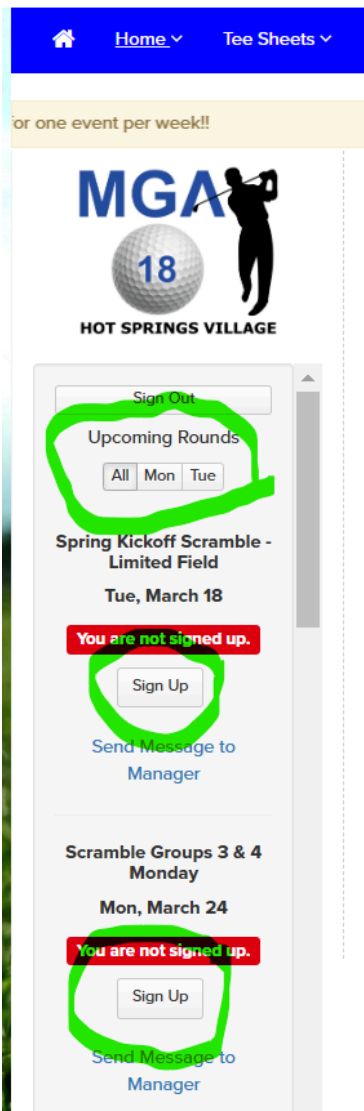 Home Tee Sheets
for one event per week!!
MGA
18
HOT SPRINGS VILLAGE
Sign Out
Upcoming Rounds
All Mon Tue
Spring Kickoff Scramble -
Limited Field
Tue, March 18
You are not signed up.
Sign Up
Send Message to
Manager
Scramble Groups 3 & 4
Monday
Mon, March 24
You are not signed up.
Sign Up
Send Message to
Manager